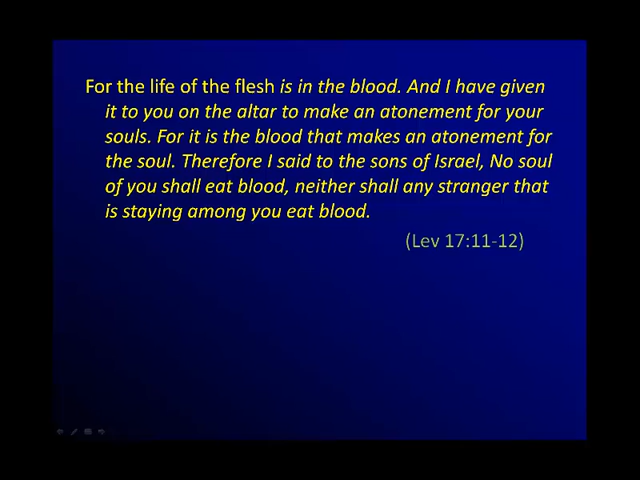 For the life of the flesh is in the blood. And I have given
it to you on the altar to make an atonement for your
souls. For it is the blood that makes an atonement for
the soul. Therefore I said to the sons of Israel, No soul
of you shall eat blood, neither shall any stranger that
is staying among you eat blood.
(Lev 17:11-12)